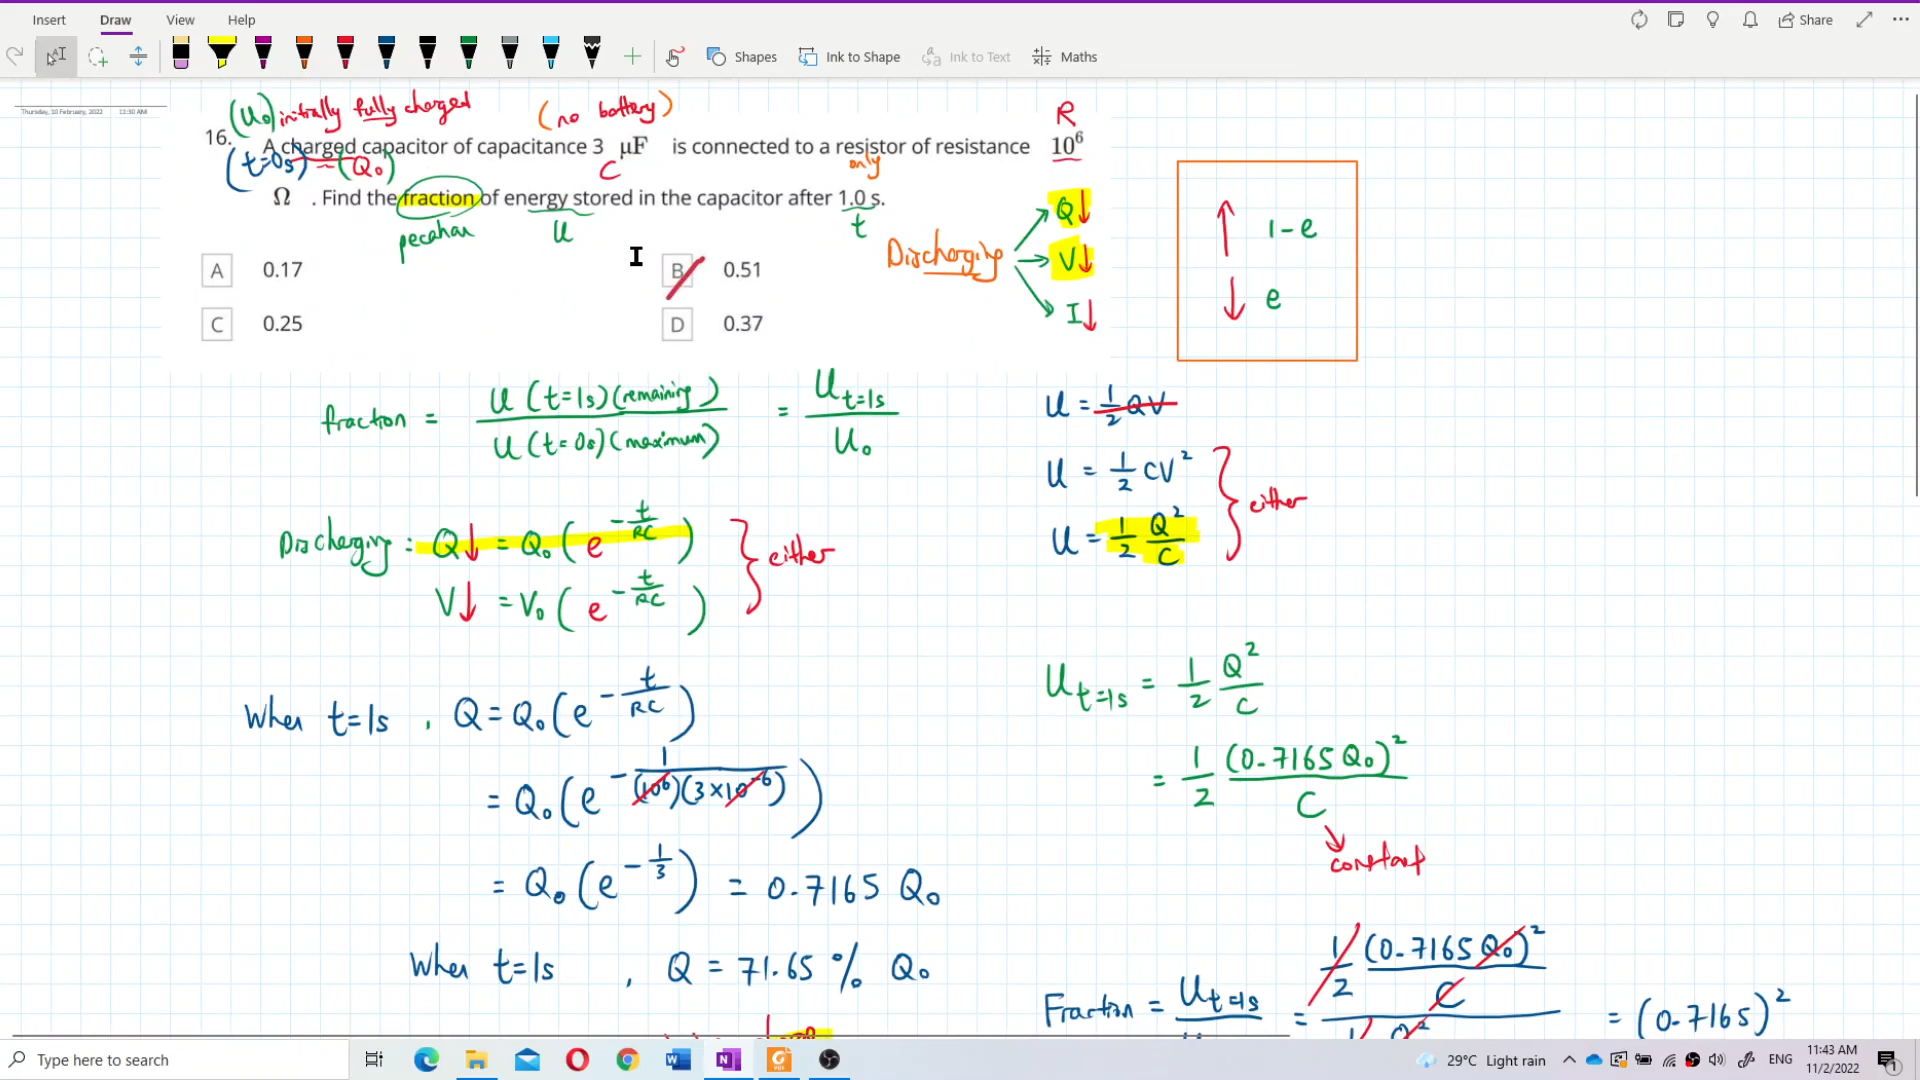 Insert Draw View Help
Share
Shapes Ink to Shape Ink to Text Maths
Thursday, 10 February, 2022 12:30 AM
(U₀) initially fully charged (no battery) R
16. A charged capacitor of capacitance 3 μF is connected to a resistor of resistance 10⁶
(t=0s) ~ (Q₀) C only
Ω . Find the fraction of energy stored in the capacitor after 1.0 s.
pecahan U t
Discharging Q↓ V↓ I↓
↑ 1-e
↓ e
A 0.17 B 0.51
C 0.25 D 0.37
fraction = U (t=1s) (remaining) / U (t=0s) (maximum) = U t=1s / U₀
U = ½ QV
U = ½ CV²
U = ½ Q²/C
either
Discharging : Q↓ = Q₀ ( e^(-t/RC) )
V↓ = V₀ ( e^(-t/RC) )
either
When t=1s , Q = Q₀ ( e^(-t/RC) )
= Q₀ ( e^(-1/((10⁶)(3×10⁻⁶))) )
= Q₀ ( e^(-1/3) ) = 0.7165 Q₀
When t=1s , Q = 71.65 % Q₀
U t=1s = ½ Q²/C
= ½ (0.7165 Q₀)²/C
constant
Fraction = U t=1s = ½ (0.7165 Q₀)²/C = (0.7165)²
Type here to search
29°C Light rain
ENG
11:43 AM
11/2/2022